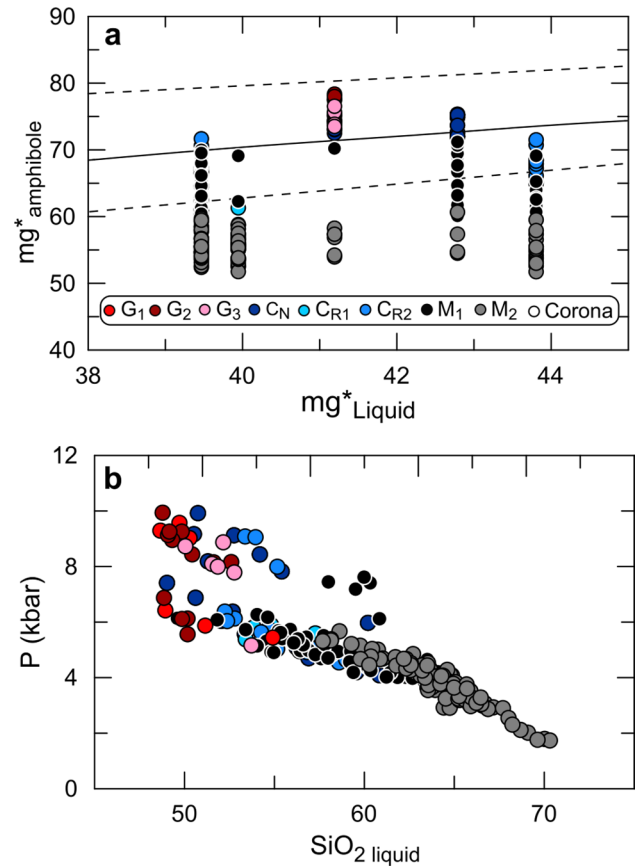 a
90
80
70
60
50
40
mg*amphibole
G1 G2 G3 CN CR1 CR2 M1 M2 Corona
38 40 42 44
mg*Liquid
b
12
8
4
0
P (kbar)
50 60 70
SiO2 liquid